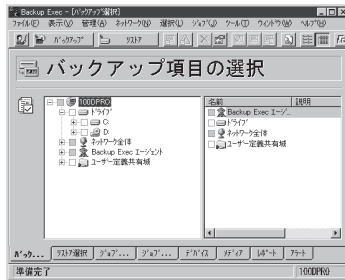 Backup Exec - [バックアップ選択]
ファイル(F) 表示(V) 管理(A) ネットワーク(N) 選択(L) ジョブ(J) ツール(T) ウィンドウ(W) ヘルプ(H)
バックアップ リストア
バックアップ項目の選択
100DPRO
ドライブ
C:
D:
ネットワーク全体
Backup Exec エージェント
ユーザー定義共有域
名前 説明
Backup Exec エージ...
ドライブ
ネットワーク全体
ユーザー定義共有域
バック... リストア選択 ジョブ... ジョブ... デバイス メディア レポート アラート
準備完了 100DPRO